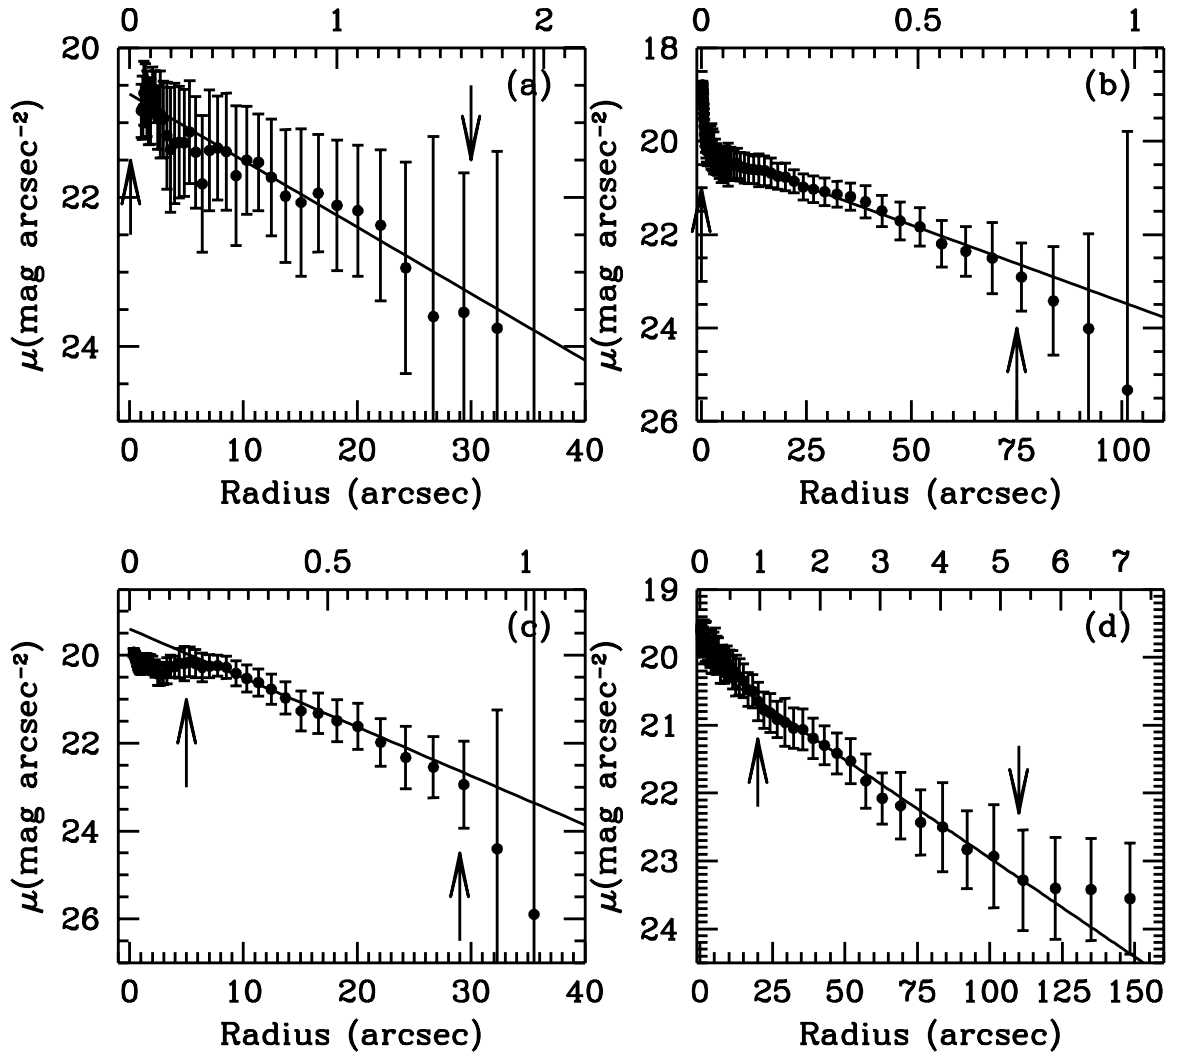 0 1 2
20 22 24
(a)
μ(mag arcsec⁻²)
0 10 20 30 40
Radius (arcsec)
0 0.5 1
18 20 22 24 26
(b)
μ(mag arcsec⁻²)
0 25 50 75 100
Radius (arcsec)
0 0.5 1
20 22 24 26
(c)
μ(mag arcsec⁻²)
0 10 20 30 40
Radius (arcsec)
0 1 2 3 4 5 6 7
19 20 21 22 23 24
(d)
μ(mag arcsec⁻²)
0 25 50 75 100 125 150
Radius (arcsec)